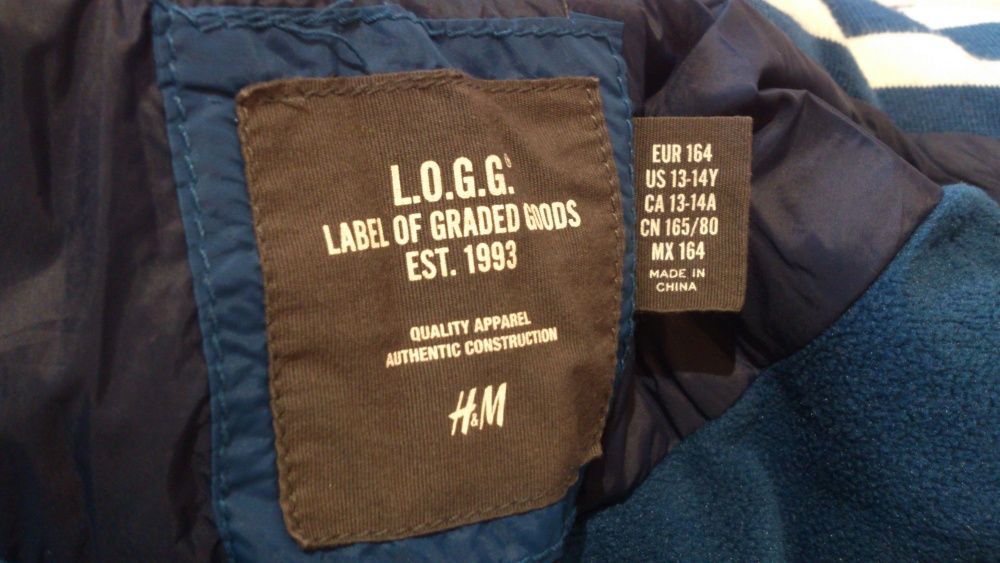 L.O.G.G.
LABEL OF GRADED GOODS
EST. 1993
QUALITY APPAREL
AUTHENTIC CONSTRUCTION
H&M
EUR 164
US 13-14Y
CA 13-14A
CN 165/80
MX 164
MADE IN
CHINA